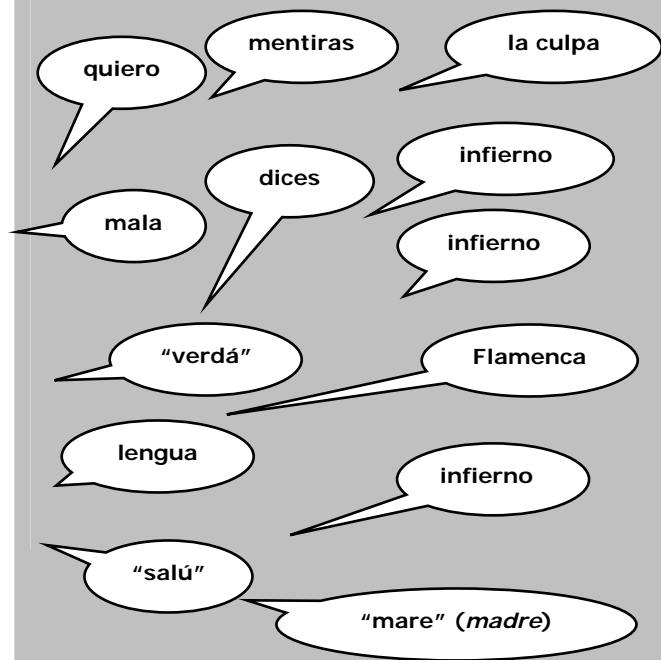 mentiras
la culpa
quiero
infierno
dices
mala
infierno
“verdá”
Flamenca
lengua
infierno
“salú”
“mare” (madre)